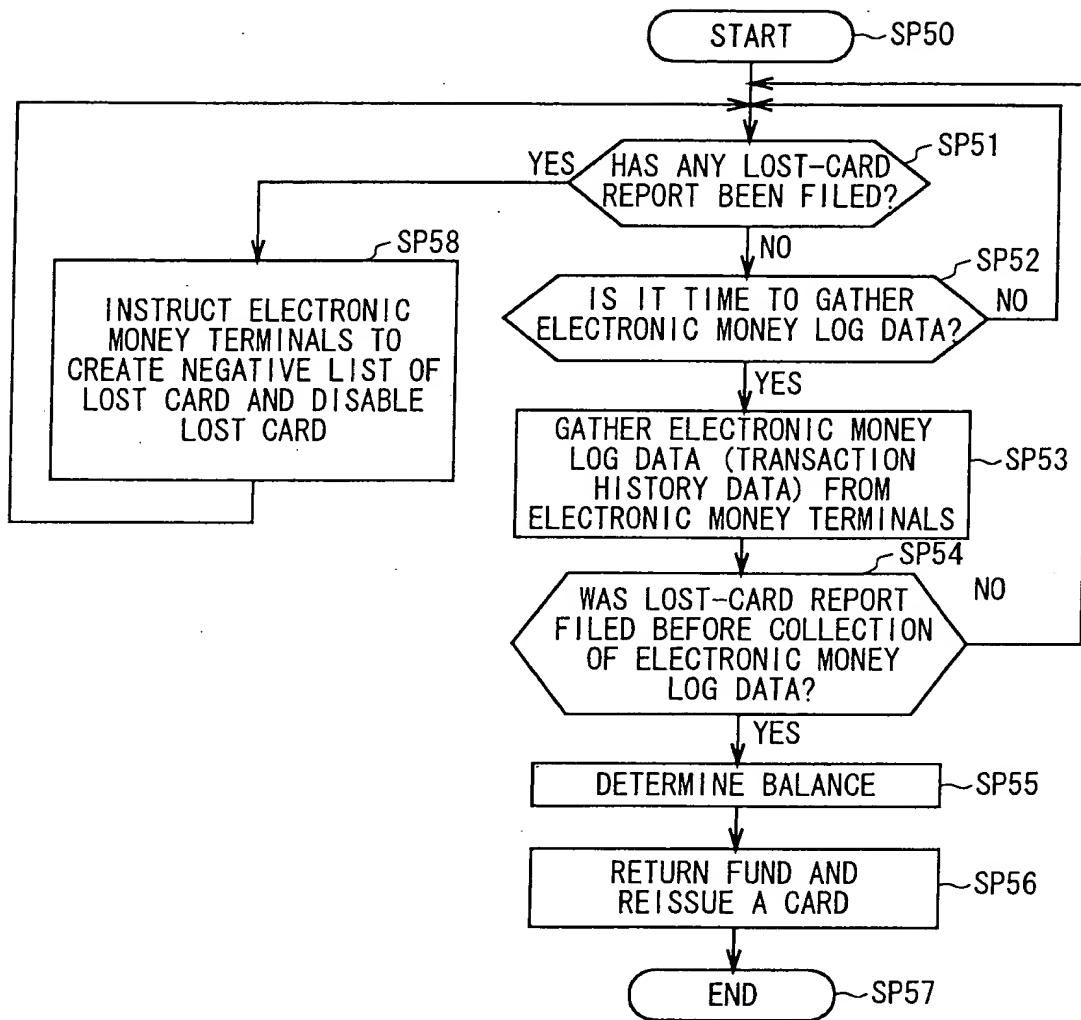 START
SP50
HAS ANY LOST-CARD
REPORT BEEN FILED?
SP51
YES
NO
SP58
INSTRUCT ELECTRONIC
MONEY TERMINALS TO
CREATE NEGATIVE LIST OF
LOST CARD AND DISABLE
LOST CARD
SP52
IS IT TIME TO GATHER
ELECTRONIC MONEY LOG DATA?
NO
YES
GATHER ELECTRONIC MONEY
LOG DATA (TRANSACTION
HISTORY DATA) FROM
ELECTRONIC MONEY TERMINALS
SP53
SP54
WAS LOST-CARD REPORT
FILED BEFORE COLLECTION
OF ELECTRONIC MONEY
LOG DATA?
NO
YES
DETERMINE BALANCE
SP55
RETURN FUND AND
REISSUE A CARD
SP56
END
SP57